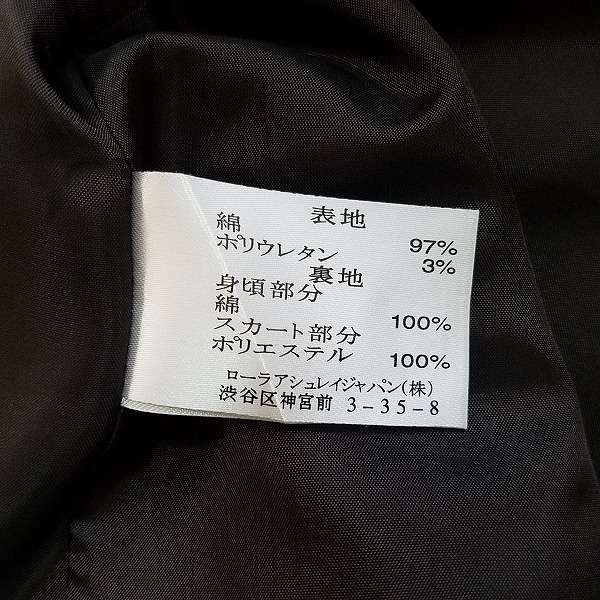 表地
綿 97%
ポリウレタン 3%
裏地
身頃部分
綿 100%
スカート部分
ポリエステル 100%
ローラアシュレイジャパン(株)
渋谷区神宮前 3-35-8